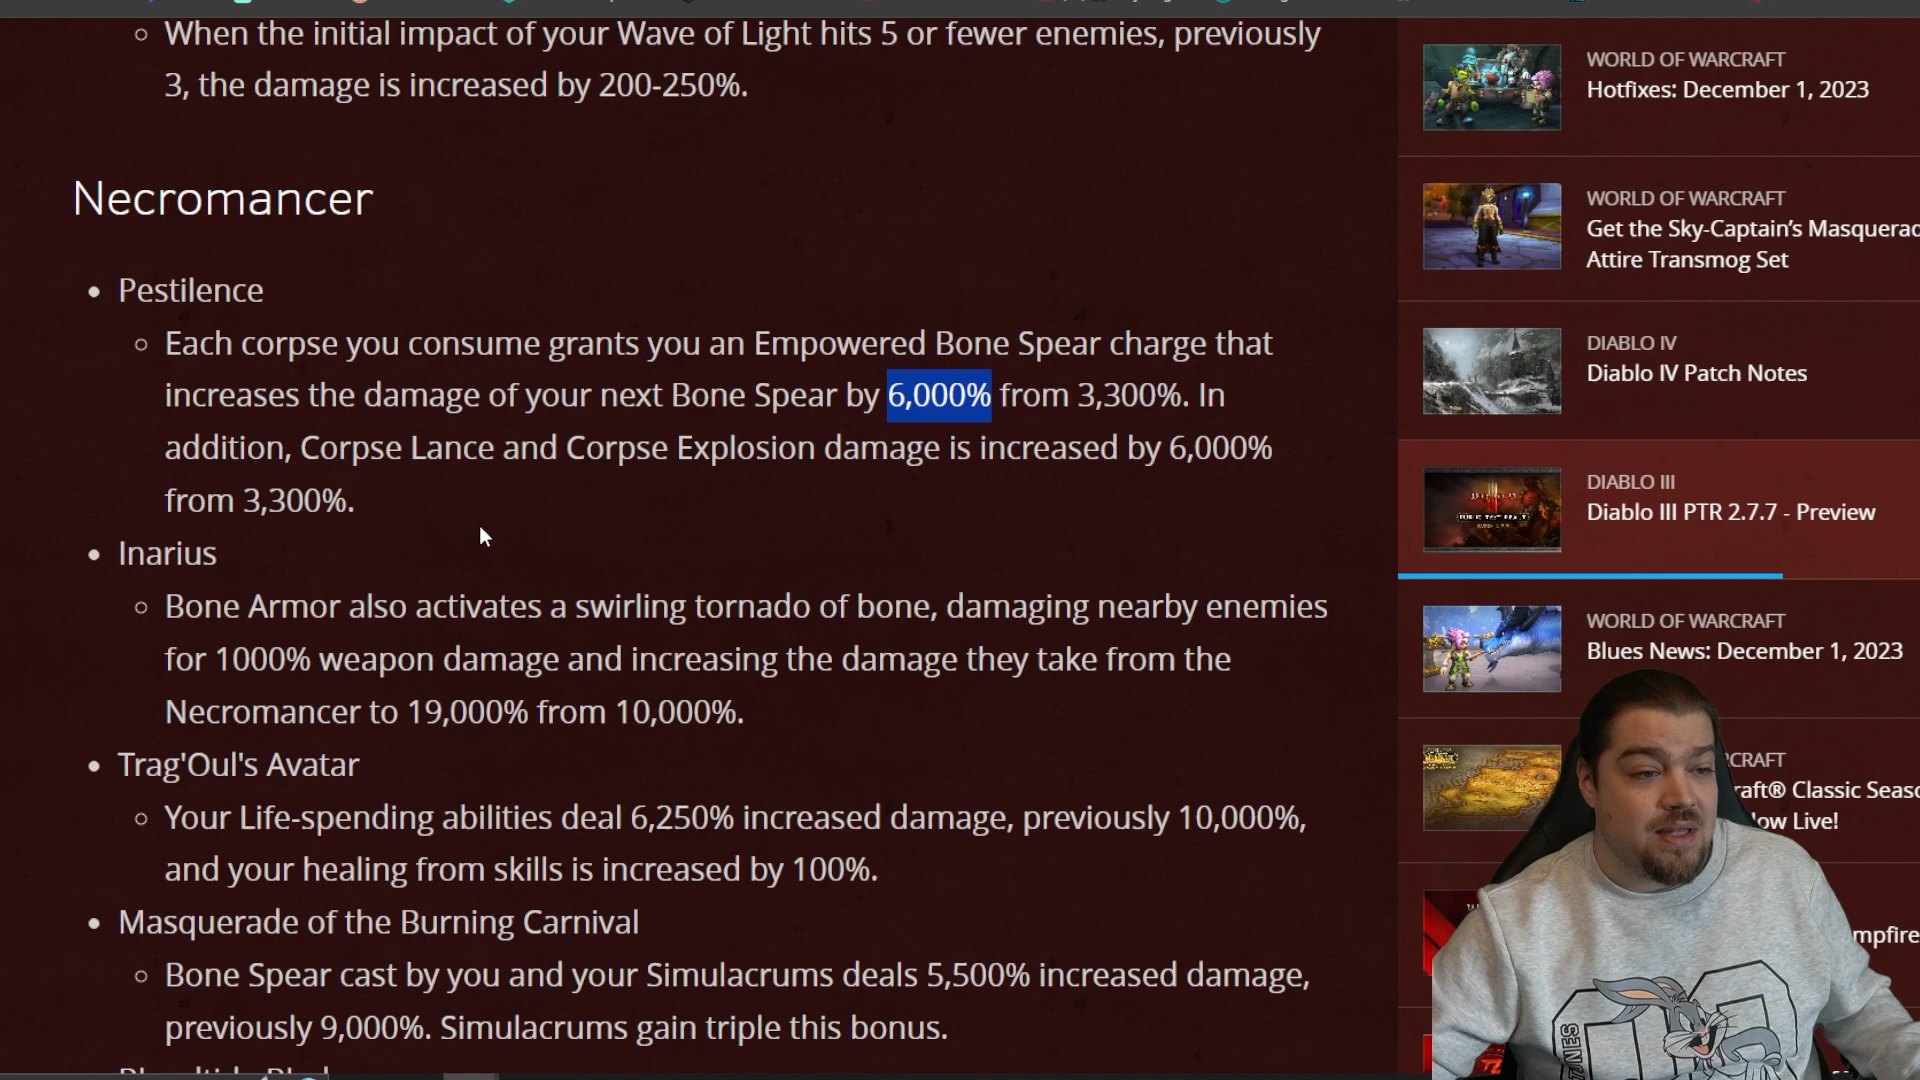 When the initial impact of your Wave of Light hits 5 or fewer enemies, previously
3, the damage is increased by 200-250%.
Necromancer
Pestilence
Each corpse you consume grants you an Empowered Bone Spear charge that
increases the damage of your next Bone Spear by 6,000% from 3,300%. In
addition, Corpse Lance and Corpse Explosion damage is increased by 6,000%
from 3,300%.
Inarius
Bone Armor also activates a swirling tornado of bone, damaging nearby enemies
for 1000% weapon damage and increasing the damage they take from the
Necromancer to 19,000% from 10,000%.
Trag'Oul's Avatar
Your Life-spending abilities deal 6,250% increased damage, previously 10,000%,
and your healing from skills is increased by 100%.
Masquerade of the Burning Carnival
Bone Spear cast by you and your Simulacrums deals 5,500% increased damage,
previously 9,000%. Simulacrums gain triple this bonus.
WORLD OF WARCRAFT
Hotfixes: December 1, 2023
WORLD OF WARCRAFT
Get the Sky-Captain's Masquerad
Attire Transmog Set
DIABLO IV
Diablo IV Patch Notes
DIABLO III
Diablo III PTR 2.7.7 - Preview
WORLD OF WARCRAFT
Blues News: December 1, 2023
RCRAFT
raft® Classic Seaso
ow Live!
mpfire